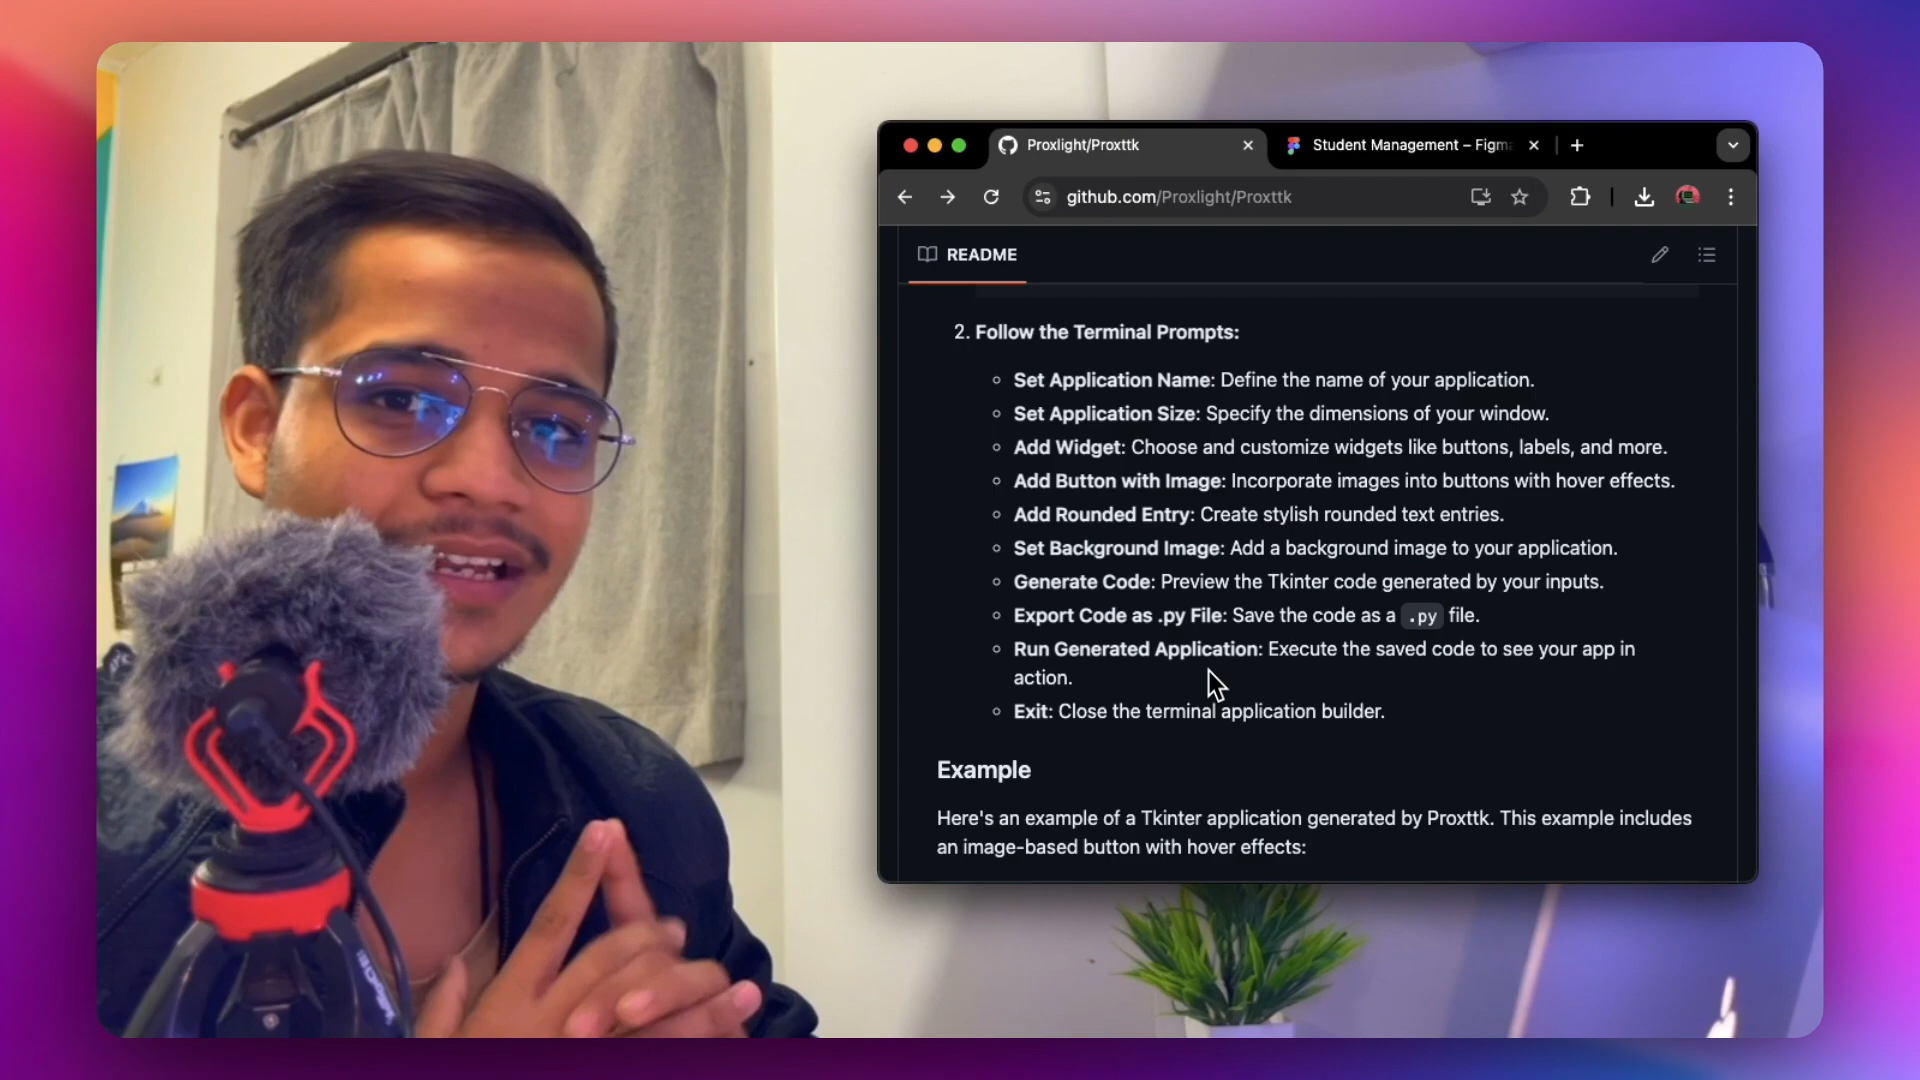 Proxlight/Proxttk
Student Management – Figma
github.com/Proxlight/Proxttk
README
2. Follow the Terminal Prompts:
Set Application Name: Define the name of your application.
Set Application Size: Specify the dimensions of your window.
Add Widget: Choose and customize widgets like buttons, labels, and more.
Add Button with Image: Incorporate images into buttons with hover effects.
Add Rounded Entry: Create stylish rounded text entries.
Set Background Image: Add a background image to your application.
Generate Code: Preview the Tkinter code generated by your inputs.
Export Code as .py File: Save the code as a .py file.
Run Generated Application: Execute the saved code to see your app in
action.
Exit: Close the terminal application builder.
Example
Here's an example of a Tkinter application generated by Proxttk. This example includes
an image-based button with hover effects: